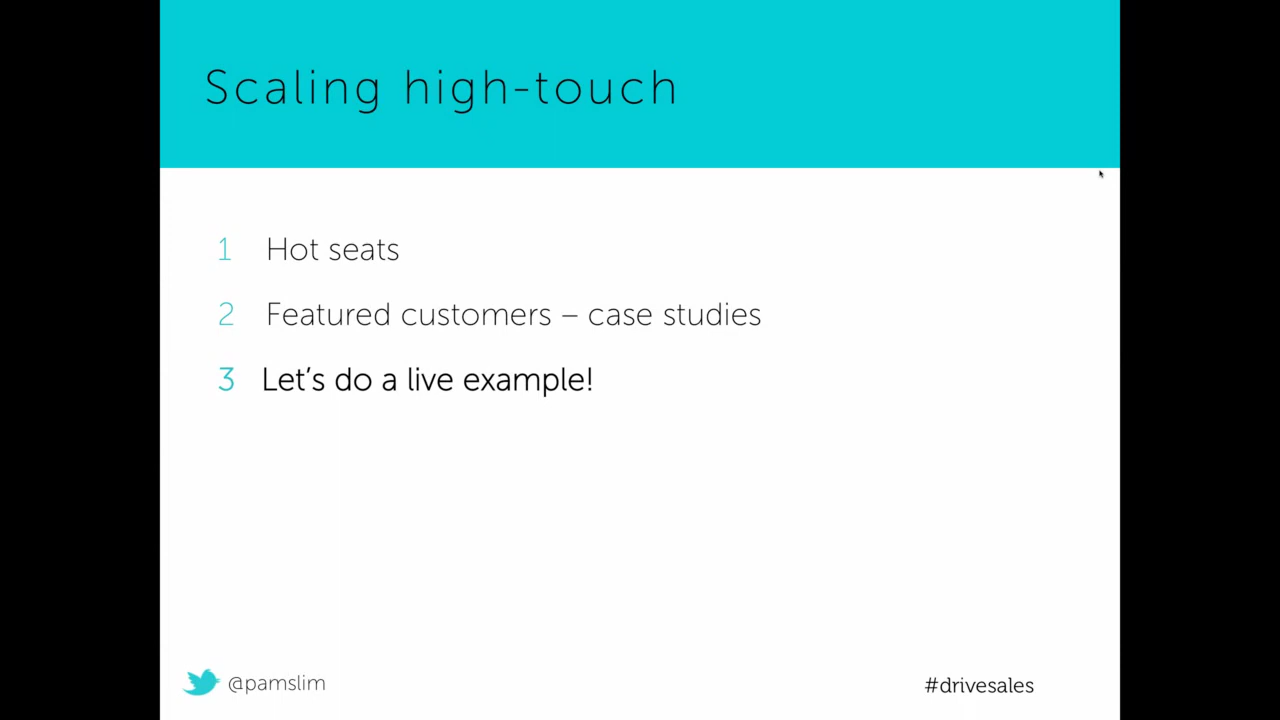 Scaling high-touch
1 Hot seats
2 Featured customers – case studies
3 Let’s do a live example!
@pamslim
#drivesales